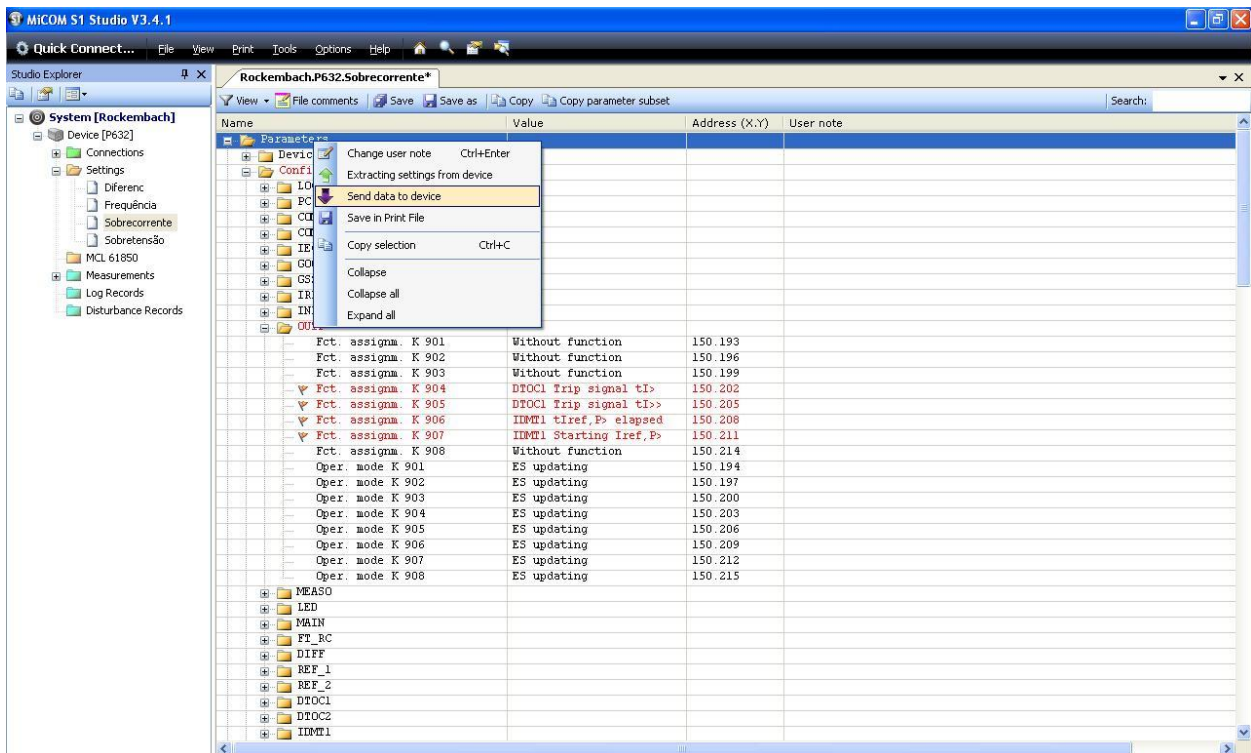 MiCOM S1 Studio V3.4.1
Quick Connect... File View Print Tools Options Help
Studio Explorer
Rockembach.P632.Sobrecorrente*
View File comments Save Save as Copy Copy parameter subset Search:
System [Rockembach]
Device [P632]
Connections
Settings
Diferenc
Frequência
Sobrecorrente
Sobretensão
MCL 61850
Measurements
Log Records
Disturbance Records
Name Value Address (X.Y) User note
Parameters
Devic
Confi
LO
PC
IE
GO
GS
IR
IN
Change user note Ctrl+Enter
Extracting settings from device
Send data to device
Save in Print File
Copy selection Ctrl+C
Collapse
Collapse all
Expand all
Fct. assignm. K 901 Without function 150.193
Fct. assignm. K 902 Without function 150.196
Fct. assignm. K 903 Without function 150.199
Fct. assignm. K 904 DTOC1 Trip signal tI> 150.202
Fct. assignm. K 905 DTOC1 Trip signal tI>> 150.205
Fct. assignm. K 906 IDMT1 tIref,P> elapsed 150.208
Fct. assignm. K 907 IDMT1 Starting Iref,P> 150.211
Fct. assignm. K 908 Without function 150.214
Oper. mode K 901 ES updating 150.194
Oper. mode K 902 ES updating 150.197
Oper. mode K 903 ES updating 150.200
Oper. mode K 904 ES updating 150.203
Oper. mode K 905 ES updating 150.206
Oper. mode K 906 ES updating 150.209
Oper. mode K 907 ES updating 150.212
Oper. mode K 908 ES updating 150.215
MEASO
LED
MAIN
FT_RC
DIFF
REF_1
REF_2
DTOC1
DTOC2
IDMT1